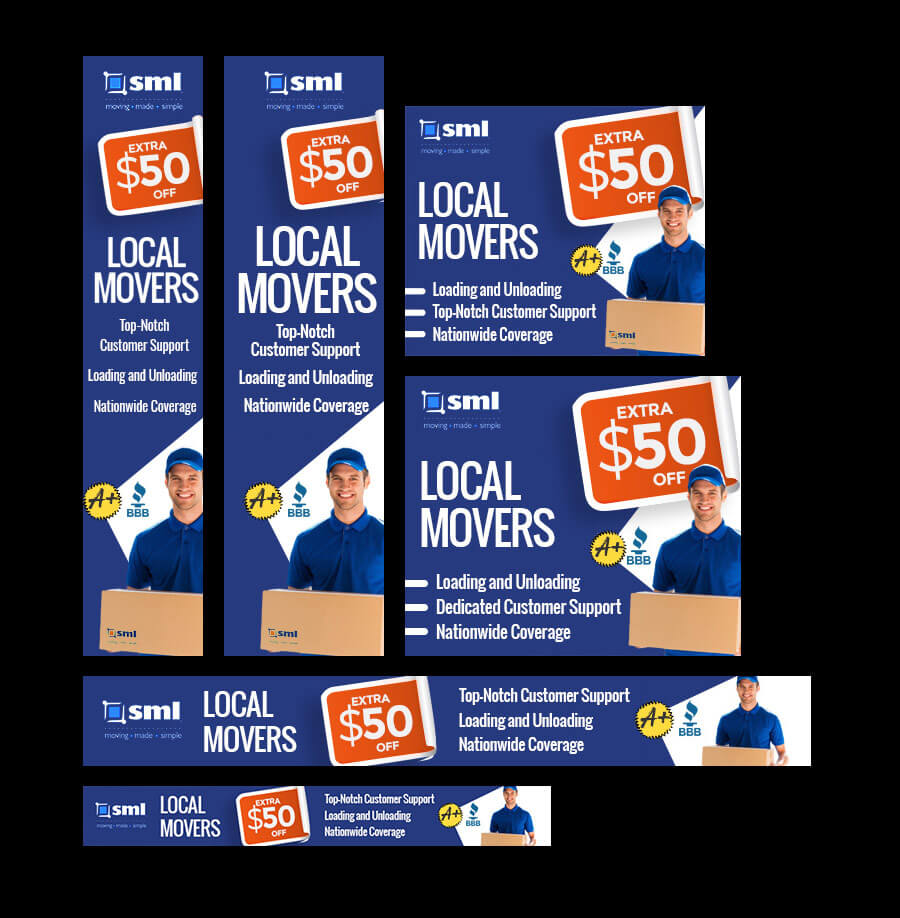 sml
moving • made • simple
EXTRA
$50
OFF
LOCAL
MOVERS
Top-Notch
Customer Support
Loading and Unloading
Nationwide Coverage
A+
BBB
sml
sml
moving • made • simple
EXTRA
$50
OFF
LOCAL
MOVERS
Top-Notch
Customer Support
Loading and Unloading
Nationwide Coverage
A+
BBB
sml
sml
moving • made • simple
EXTRA
$50
OFF
LOCAL
MOVERS
A+
BBB
Loading and Unloading
Top-Notch Customer Support
Nationwide Coverage
sml
sml
moving • made • simple
EXTRA
$50
OFF
LOCAL
MOVERS
A+
BBB
Loading and Unloading
Dedicated Customer Support
Nationwide Coverage
sml
moving • made • simple
LOCAL
MOVERS
EXTRA
$50
OFF
Top-Notch Customer Support
Loading and Unloading
Nationwide Coverage
A+
BBB
sml
moving • made • simple
LOCAL
MOVERS
EXTRA
$50
OFF
Top-Notch Customer Support
Loading and Unloading
Nationwide Coverage
A+
BBB